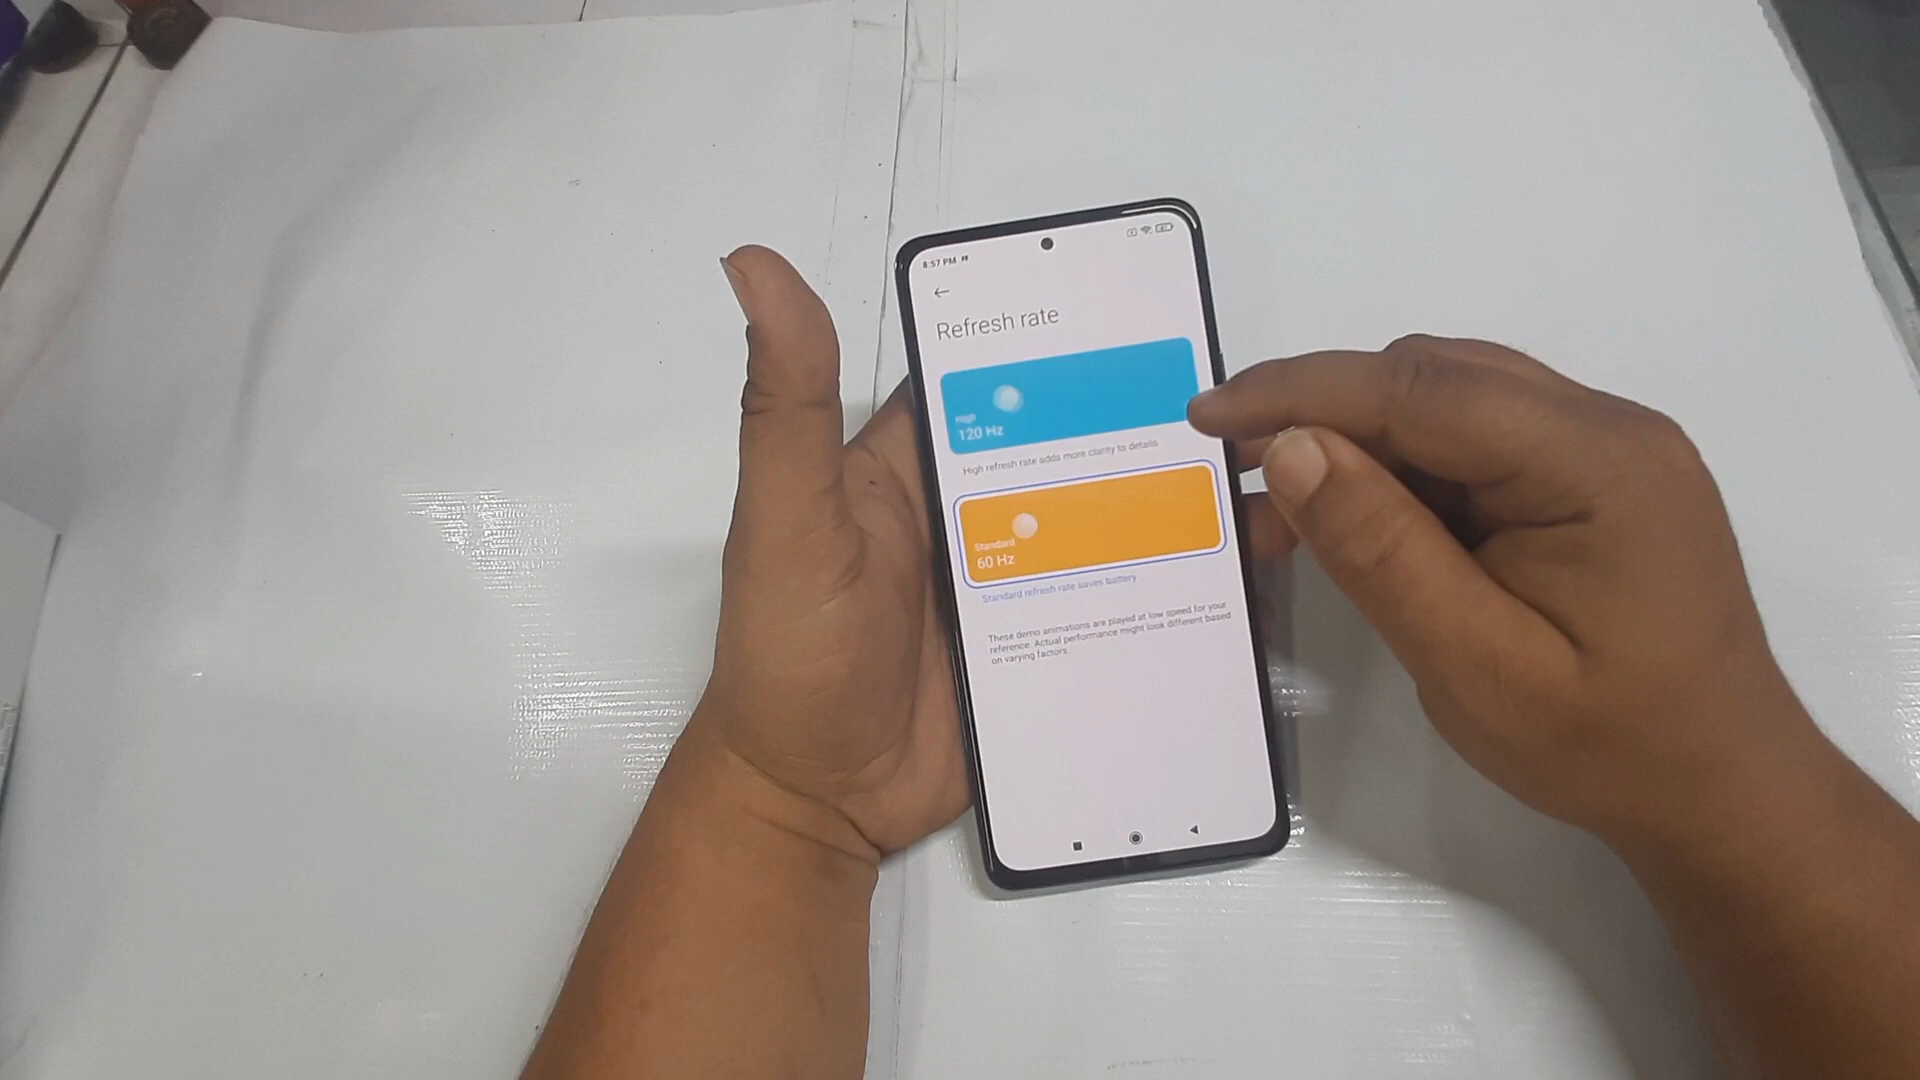 8:57 PM
Refresh rate
High
120 Hz
High refresh rate adds more clarity to details
Standard
60 Hz
Standard refresh rate saves battery
These demo animations are played at low speed for your
reference. Actual performance might look different based
on varying factors